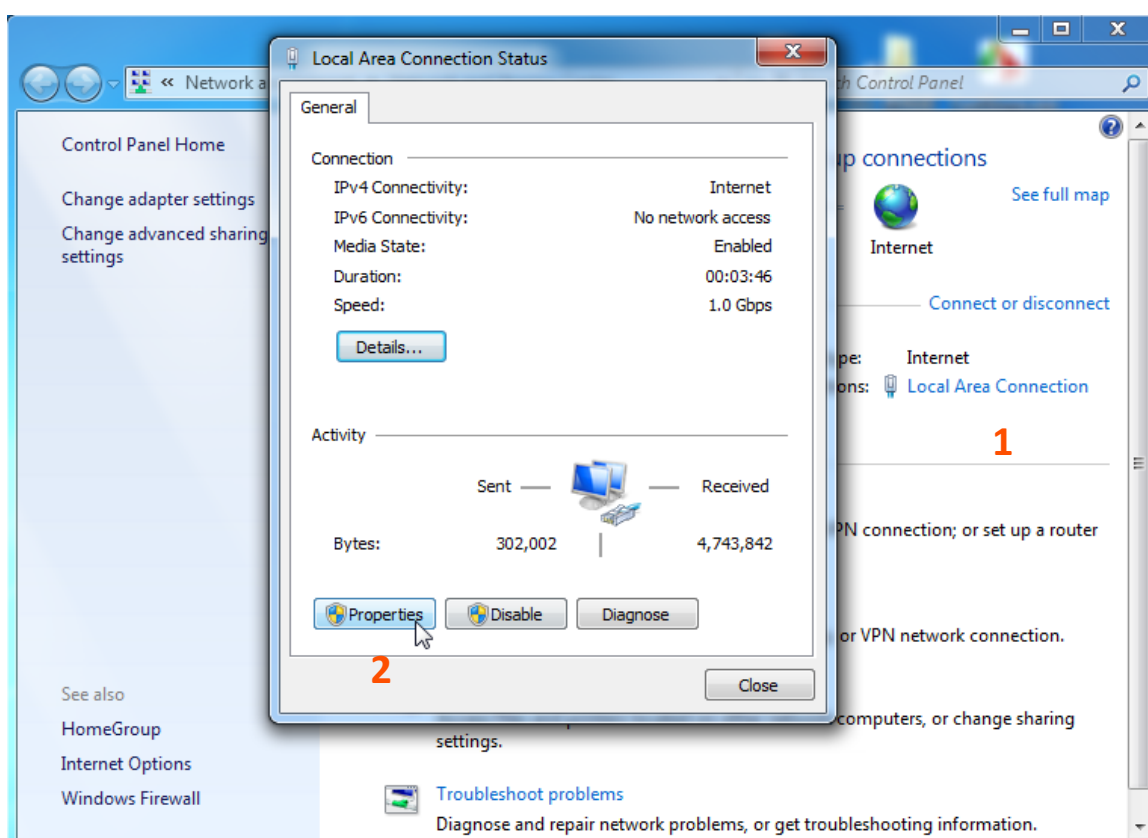 Local Area Connection Status
« Network a
Control Panel
General
Control Panel Home
Change adapter settings
Change advanced sharing
settings
Connection
IPv4 Connectivity: Internet
IPv6 Connectivity: No network access
Media State: Enabled
Duration: 00:03:46
Speed: 1.0 Gbps
Details...
Activity
Sent Received
Bytes: 302,002 4,743,842
Properties Disable Diagnose
2
Close
up connections
See full map
Internet
Connect or disconnect
pe: Internet
ons: Local Area Connection
1
PN connection; or set up a router
or VPN network connection.
computers, or change sharing
settings.
Troubleshoot problems
Diagnose and repair network problems, or get troubleshooting information.
See also
HomeGroup
Internet Options
Windows Firewall